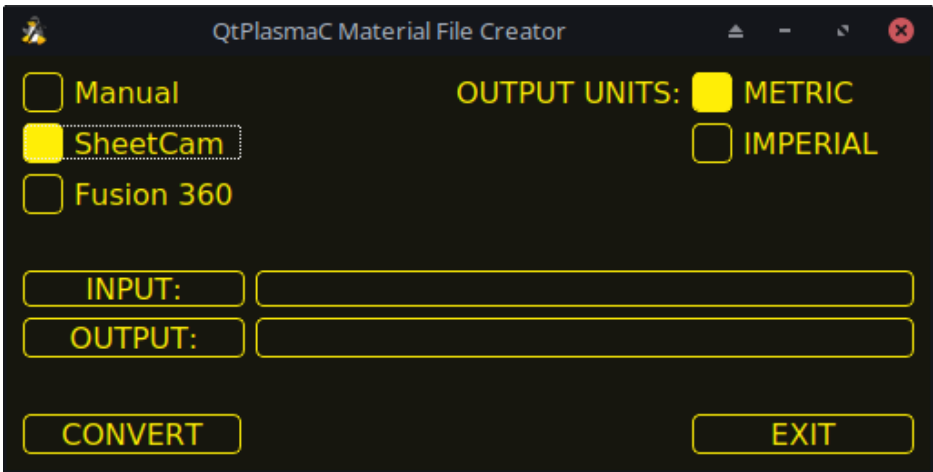 QtPlasmaC Material File Creator
Manual OUTPUT UNITS: METRIC
SheetCam IMPERIAL
Fusion 360
INPUT:
OUTPUT:
CONVERT EXIT